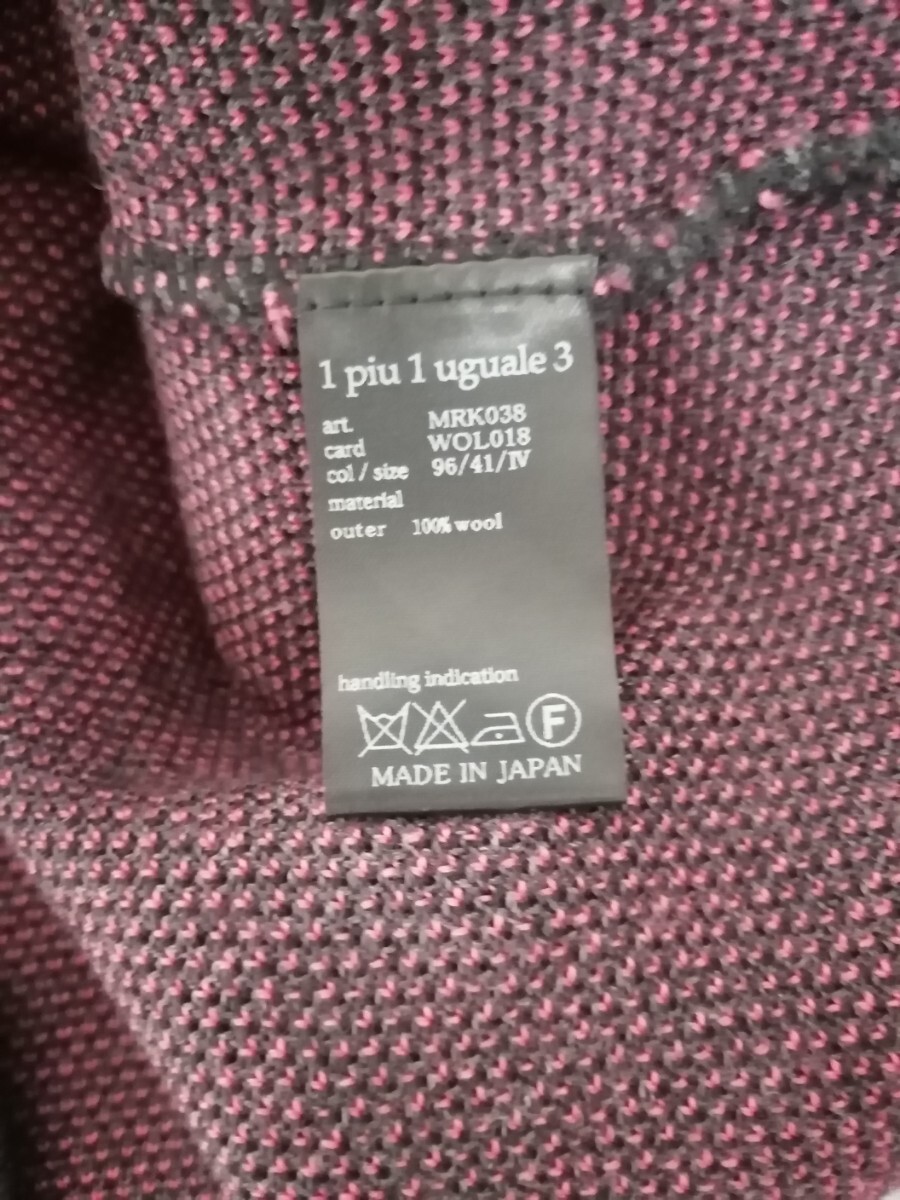 1 piu 1 uguale 3
art. MRK038
card WOL018
col / size 96/41/IV
material
outer 100% wool
handling indication
F
MADE IN JAPAN